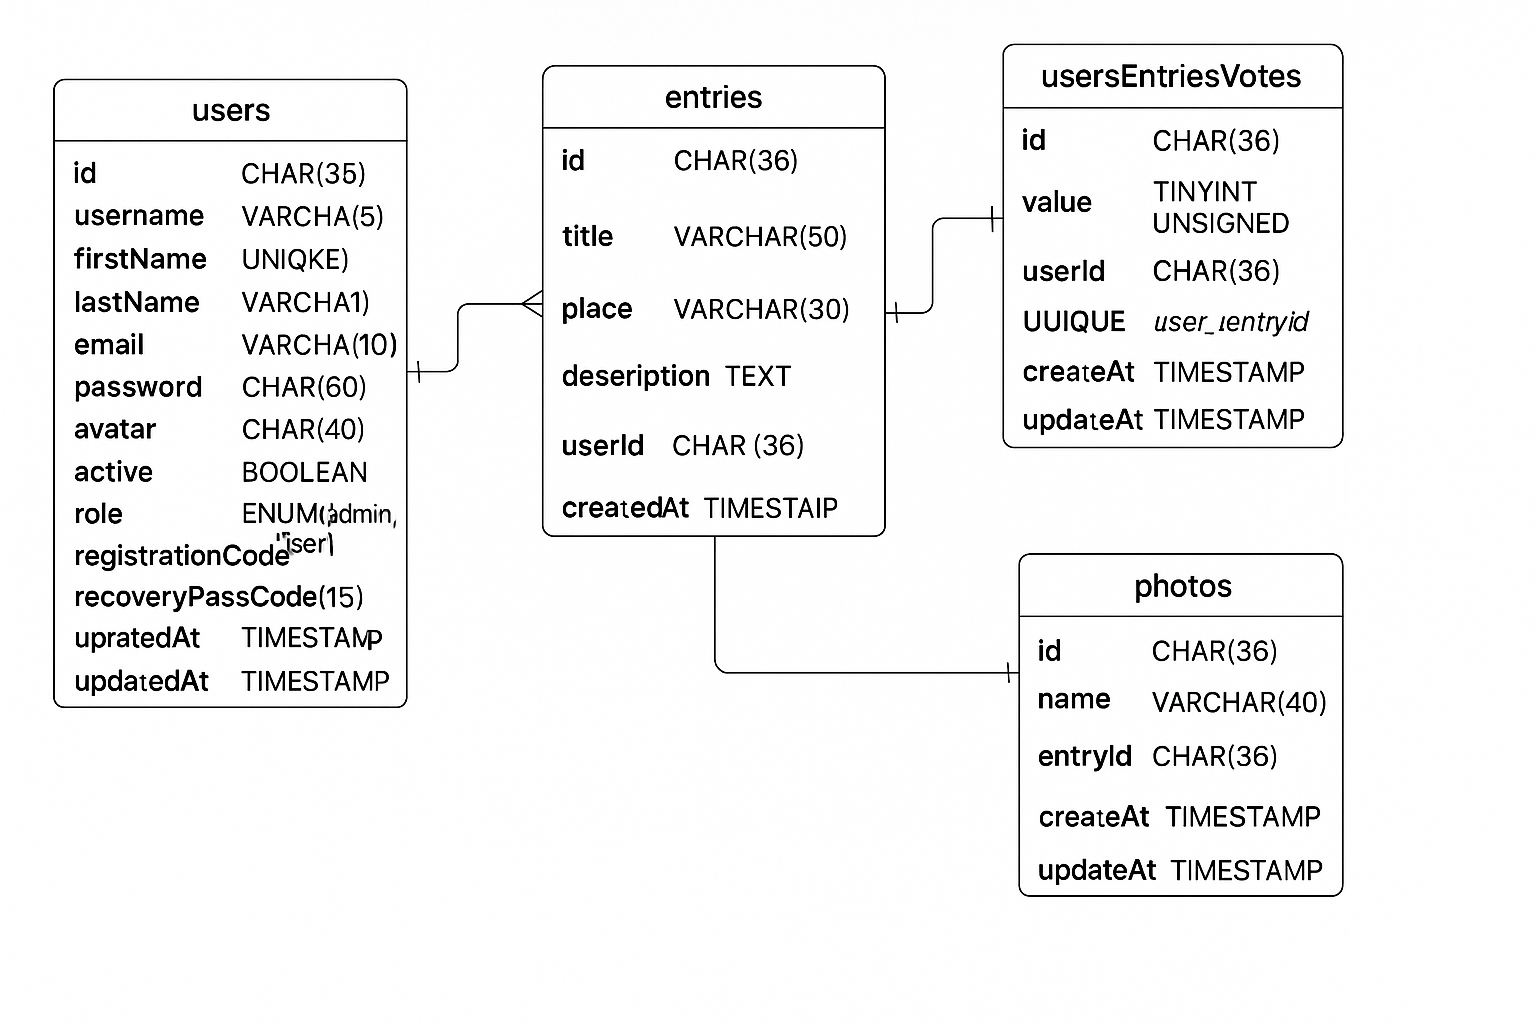 users
id CHAR(35)
username VARCHA(5)
firstName UNIQKE)
lastName VARCHA1)
email VARCHA(10)
password CHAR(60)
avatar CHAR(40)
active BOOLEAN
role ENUM(admin,
registrationCode
recoveryPassCode(15)
upratedAt TIMESTAMP
updatedAt TIMESTAMP
entries
id CHAR(36)
title VARCHAR(50)
place VARCHAR(30)
deseription TEXT
userId CHAR (36)
createdAt TIMESTAIP
usersEntriesVotes
id CHAR(36)
value TINYINT
UNSIGNED
userId CHAR(36)
UUIQUE
createAt TIMESTAMP
updateAt TIMESTAMP
photos
id CHAR(36)
name VARCHAR(40)
entryId CHAR(36)
createAt TIMESTAMP
updateAt TIMESTAMP